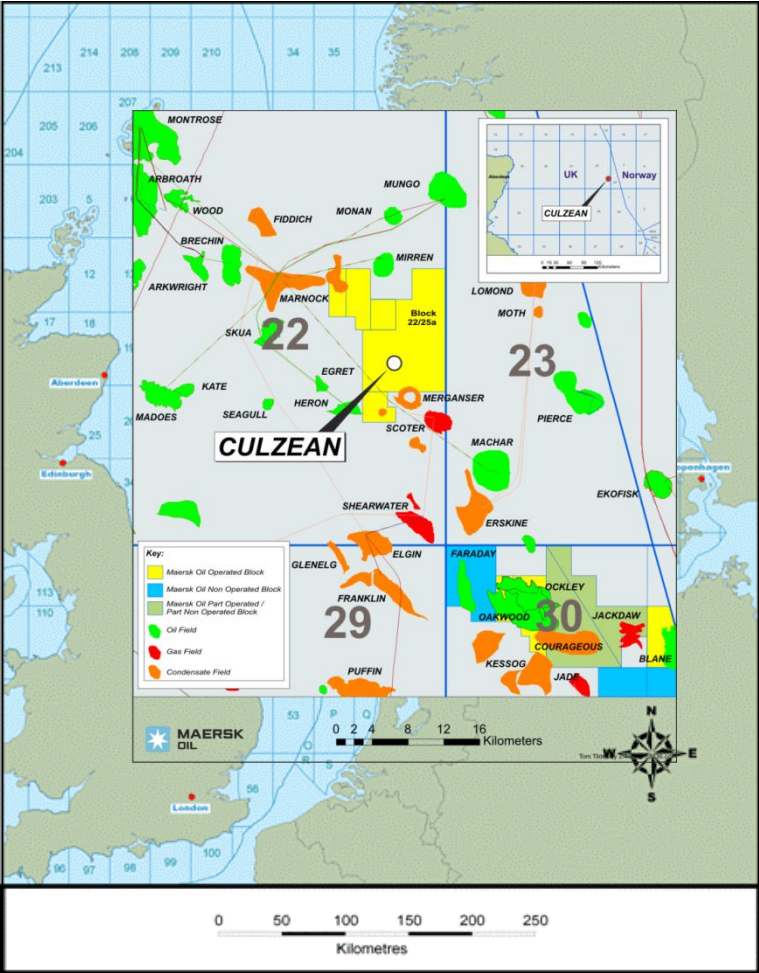 214
208
209
210
34
35
213
207
205
206
204
203
5
12
13
17
18
25
113
110
53
P
Q
56
100
99
98
97
96
Aberdeen
Edinburgh
London
MONTROSE
ARBROATH
WOOD
BRECHIN
ARKWRIGHT
FIDDICH
MONAN
MUNGO
MIRREN
MARNOCK
Block
22/25a
22
SKUA
EGRET
HERON
KATE
MADOES
SEAGULL
MERGANSER
SCOTER
CULZEAN
UK
Norway
Aberdeen
CULZEAN
Kilometers
LOMOND
MOTH
23
PIERCE
MACHAR
EKOFISK
ERSKINE
SHEARWATER
ELGIN
GLENELG
FRANKLIN
29
PUFFIN
FARADAY
OCKLEY
OAKWOOD
30
JACKDAW
COURAGEOUS
KESSOG
JADE
BLANE
Key:
Maersk Oil Operated Block
Maersk Oil Non Operated Block
Maersk Oil Part Operated /
Part Non Operated Block
Oil Field
Gas Field
Condensate Field
MAERSK
OIL
0 2 4 8 12 16
Kilometers
N
W E
S
0 50 100 150 200 250
Kilometres